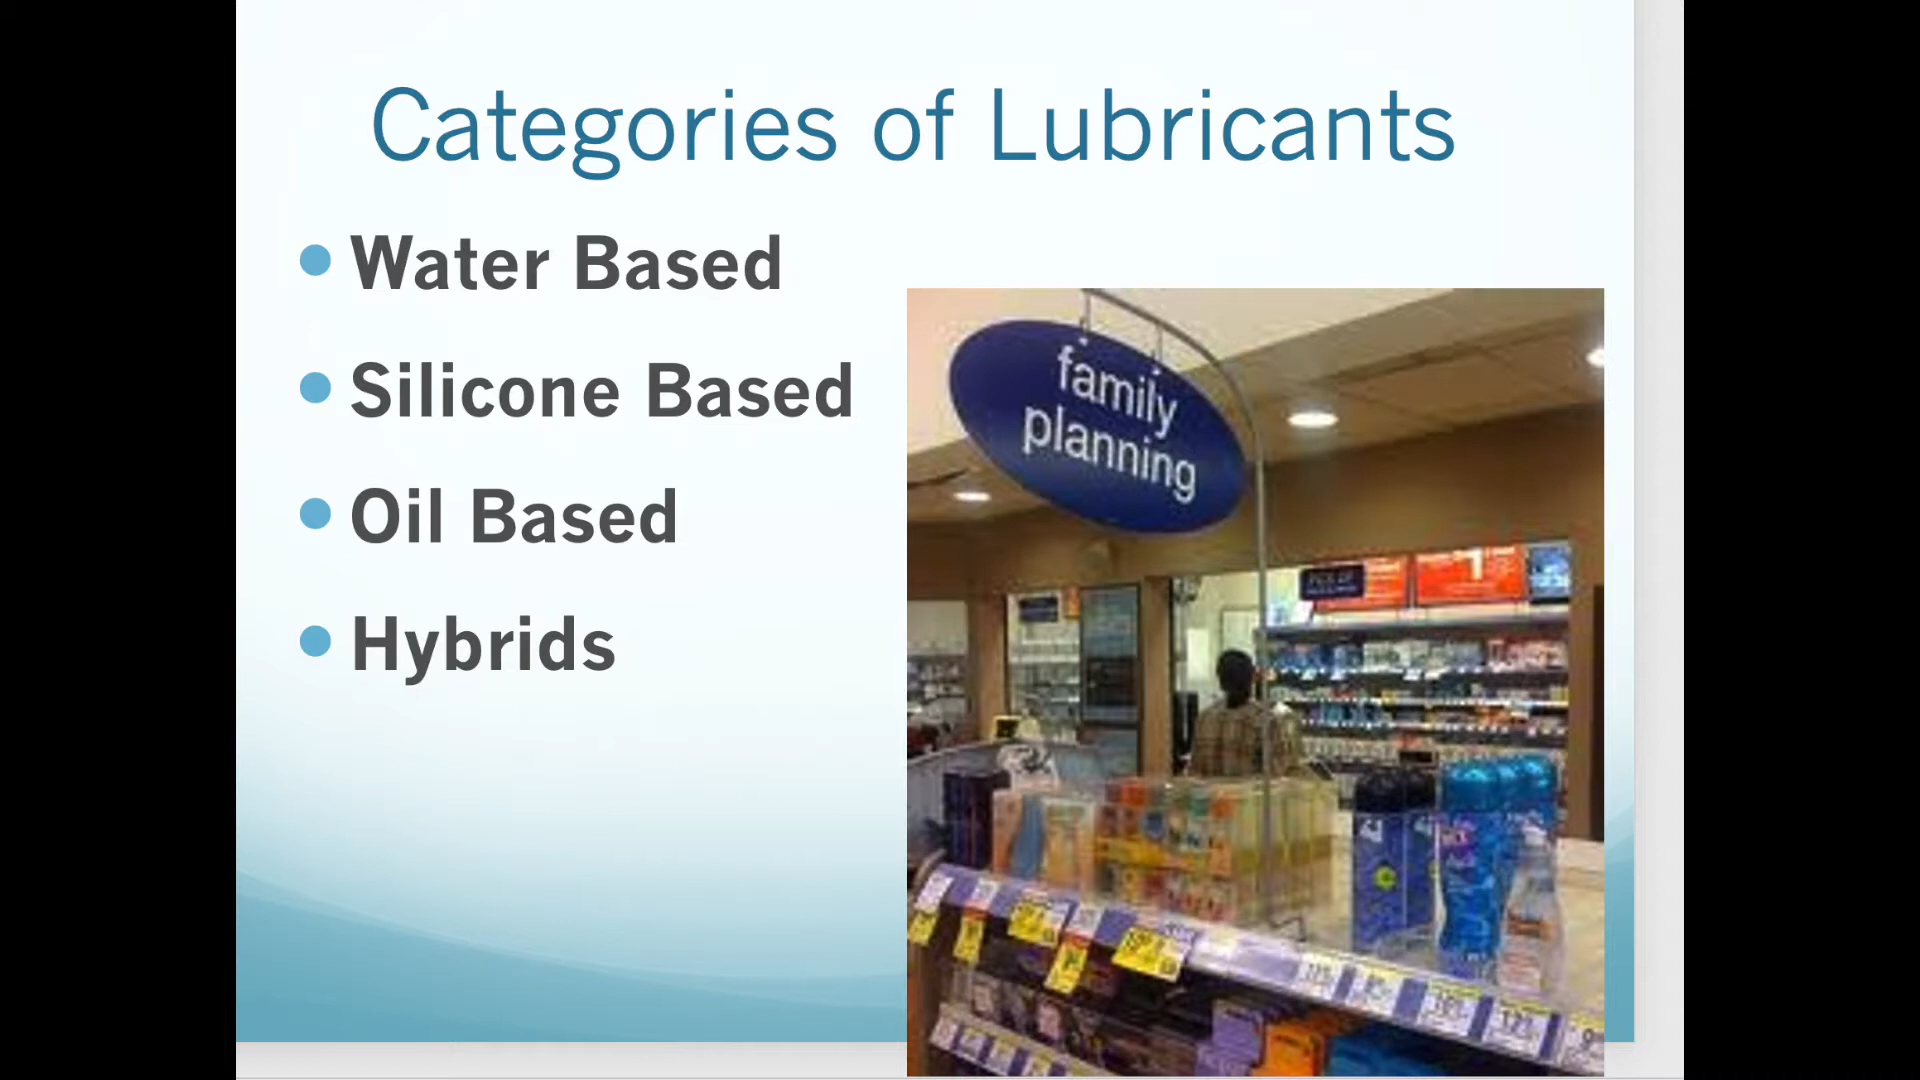 Categories of Lubricants
Water Based
Silicone Based
Oil Based
Hybrids
family
planning